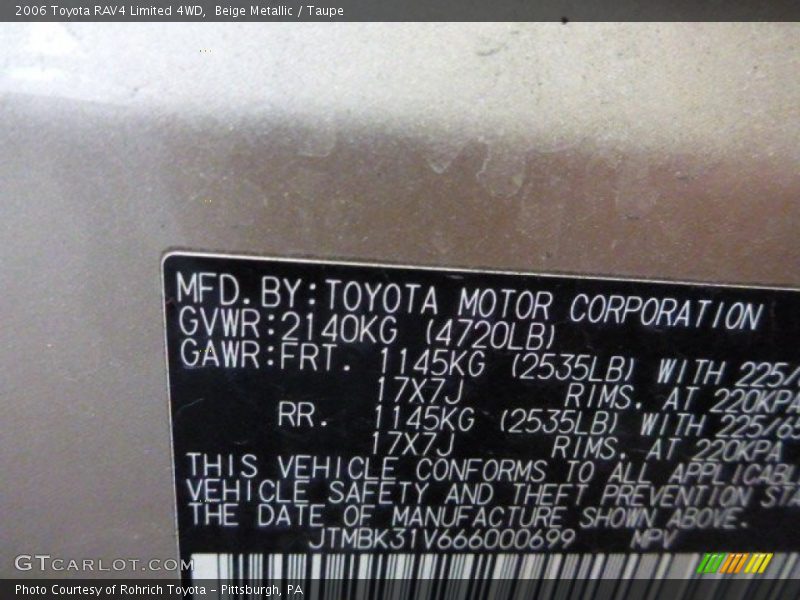 2006 Toyota RAV4 Limited 4WD, Beige Metallic / Taupe
MFD. BY: TOYOTA MOTOR CORPORATION
GVWR: 2140KG (4720LB)
GAWR: FRT. 1145KG (2535LB) WITH 225/
17X7J RIMS. AT 220KPA
RR. 1145KG (2535LB) WITH 225/65
17X7J RIMS. AT 220KPA
THIS VEHICLE CONFORMS TO ALL
VEHICLE SAFETY AND THEFT PREVENTION
THE DATE OF MANUFACTURE SHOWN ABOVE.
JTMBK31V666000699 MPV
GTCARLOT.COM
Photo Courtesy of Rohrich Toyota - Pittsburgh, PA